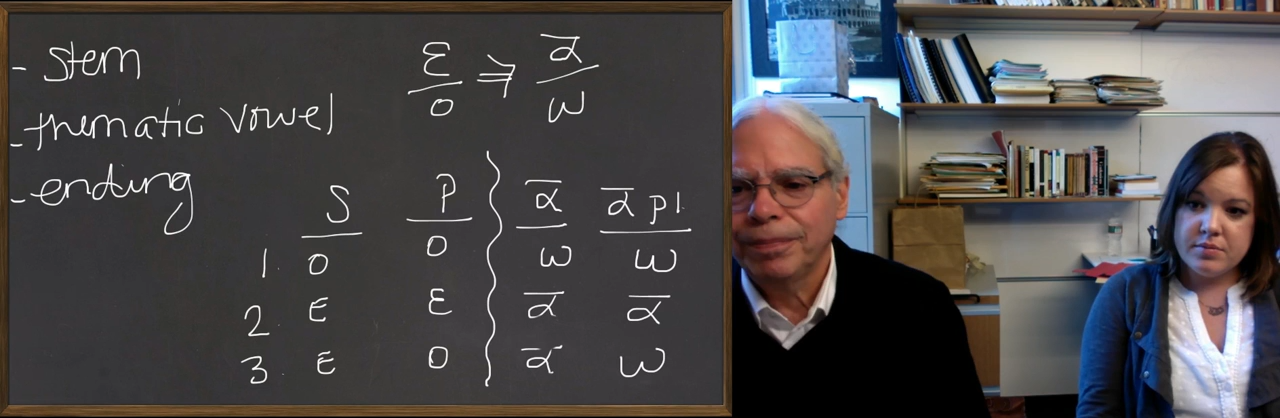 - stem
ε/ο ⇒ ᾱ/ω
- thematic vowel
- ending
S P ᾱ ᾱ pl
1. ο ο ω ω
2. ε ε ᾱ ᾱ
3. ε ο ᾱ ω